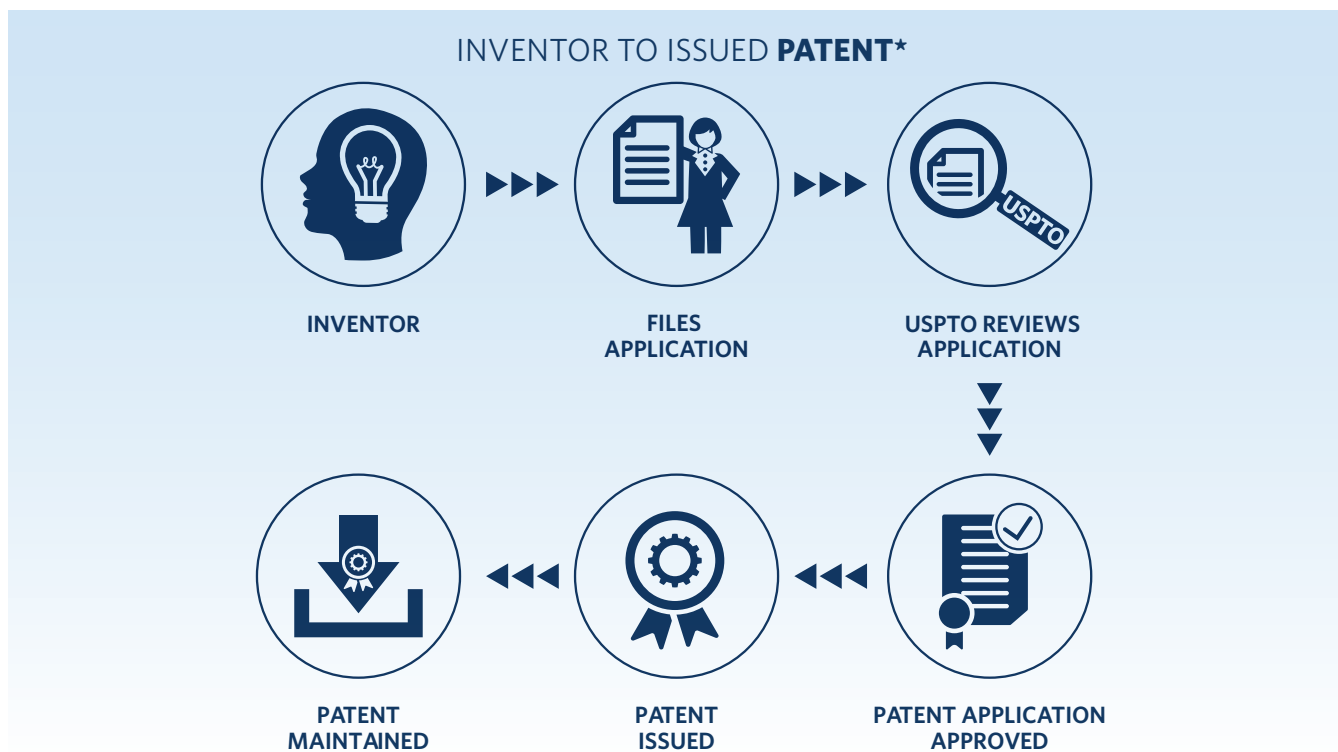 INVENTOR TO ISSUED PATENT★
USPTO
INVENTOR
FILES
APPLICATION
USPTO REVIEWS
APPLICATION
PATENT
MAINTAINED
PATENT
ISSUED
PATENT APPLICATION
APPROVED